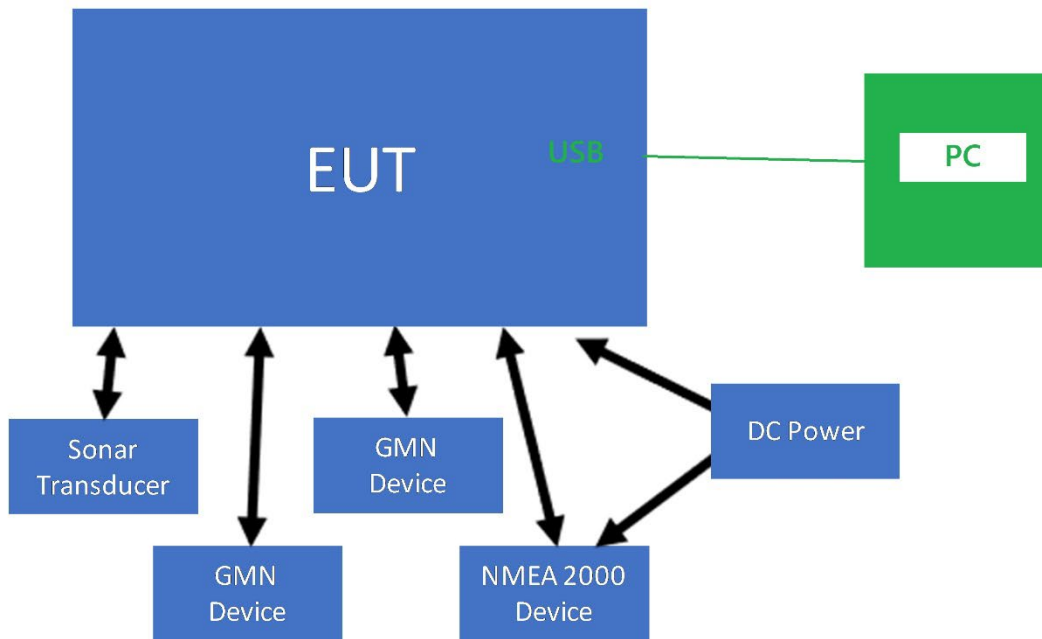 EUT
USB
PC
Sonar
Transducer
GMN
Device
DC Power
GMN
Device
NMEA 2000
Device